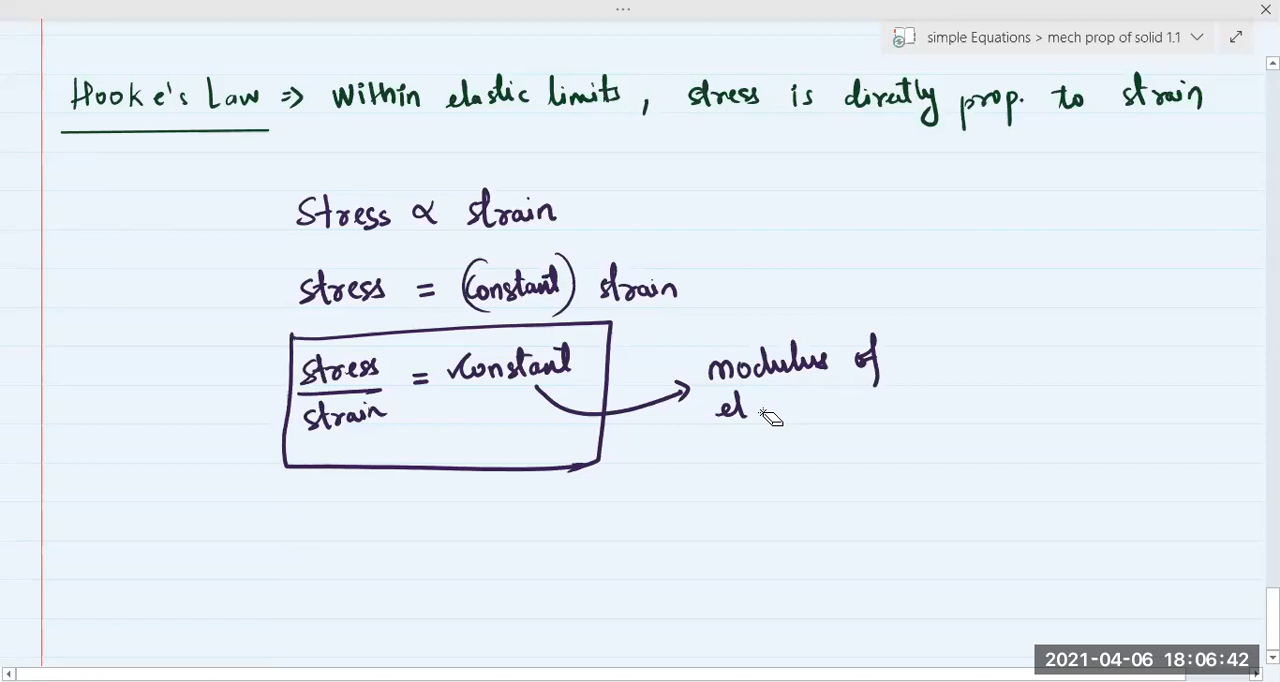 simple Equations > mech prop of solid 1.1
Hooke's Law => Within elastic limits, stress is dirctly prop. to strain
Stress ∝ strain
stress = (Constant) strain
stress
strain
= Constant
modulus of
el
2021-04-06 18:06:42